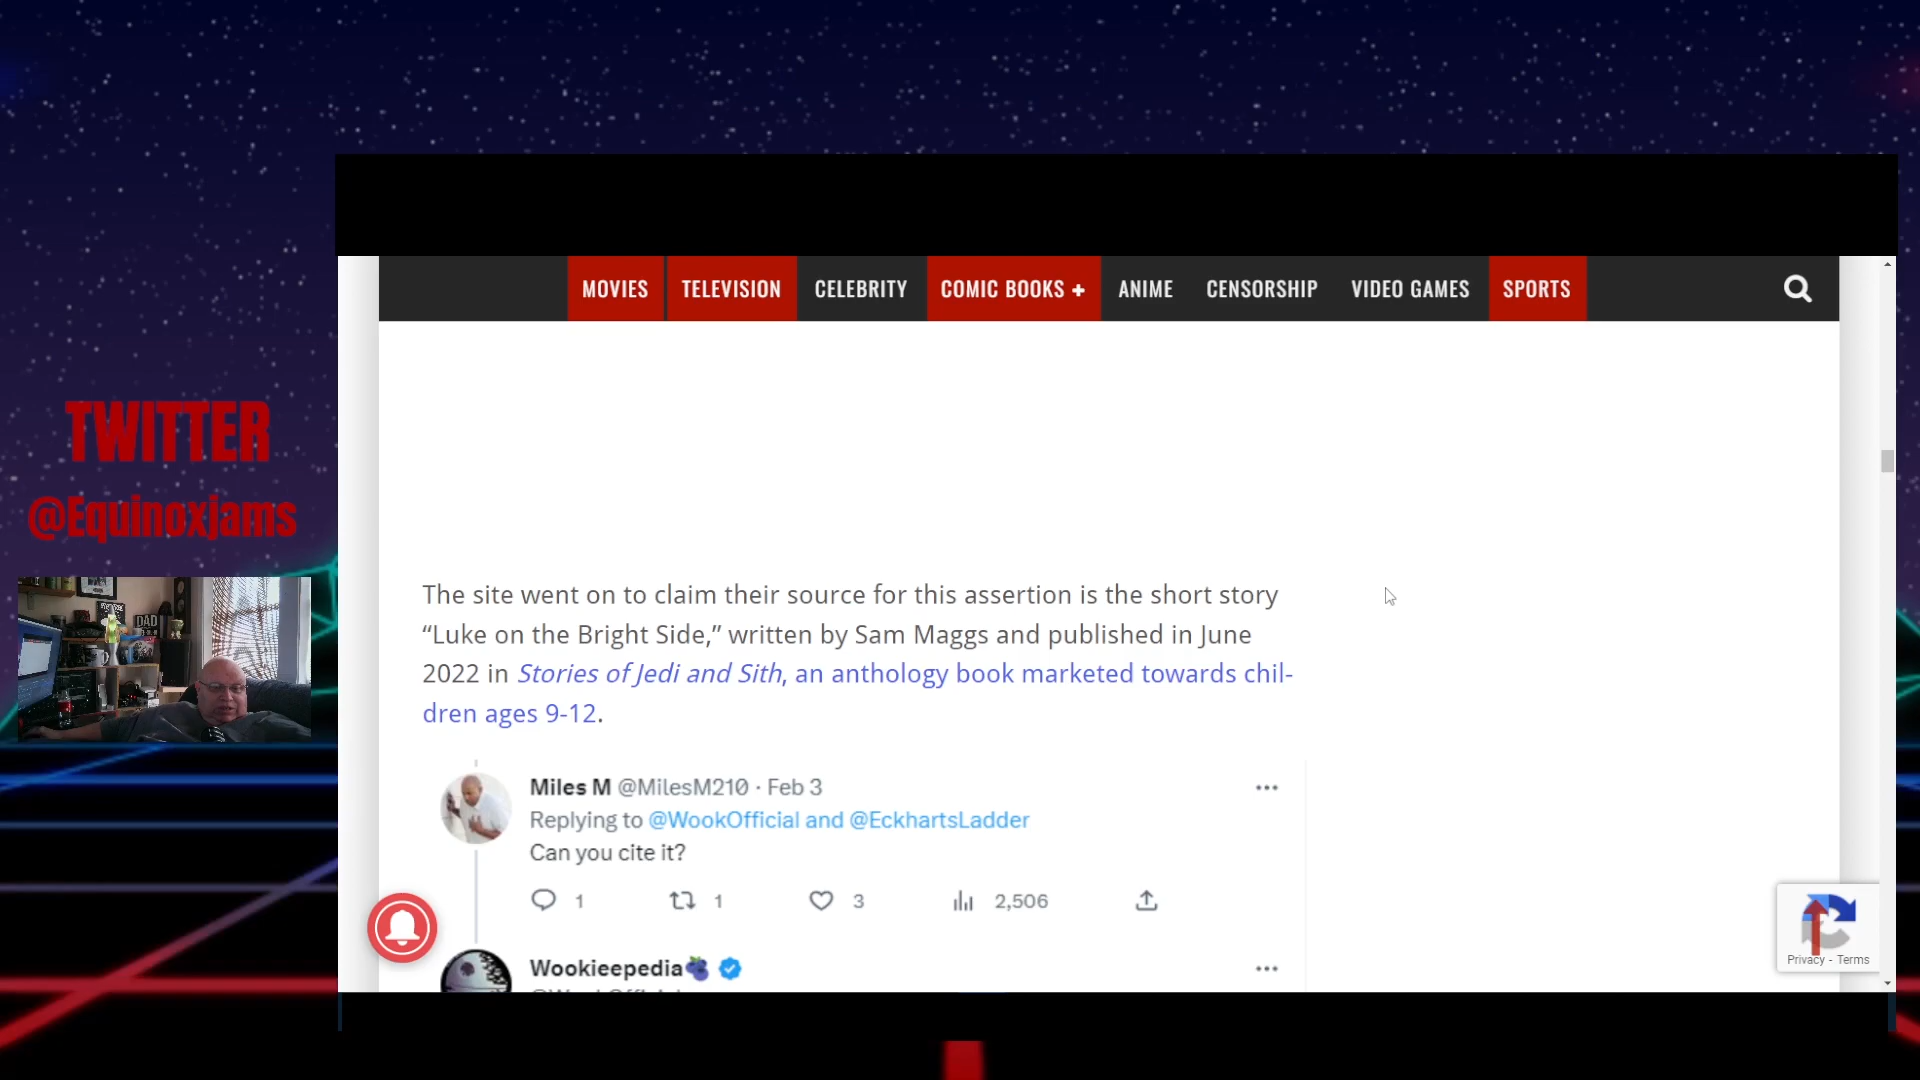 MOVIES TELEVISION CELEBRITY COMIC BOOKS + ANIME CENSORSHIP VIDEO GAMES SPORTS
TWITTER
@Equinoxjams
DAD
The site went on to claim their source for this assertion is the short story
“Luke on the Bright Side,” written by Sam Maggs and published in June
2022 in Stories of Jedi and Sith, an anthology book marketed towards chil-
dren ages 9-12.
Miles M @MilesM210 · Feb 3
Replying to @WookOfficial and @EckhartsLadder
Can you cite it?
1 1 3 2,506
Wookieepedia
Privacy - Terms